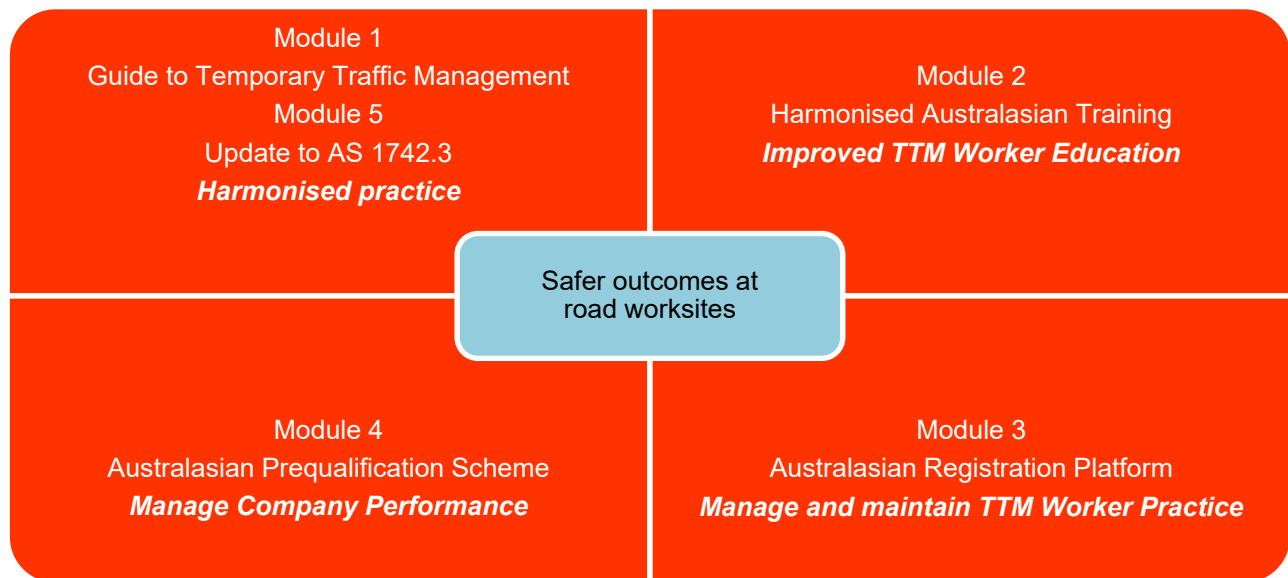 Module 1
Guide to Temporary Traffic Management
Module 5
Update to AS 1742.3
Harmonised practice
Module 2
Harmonised Australasian Training
Improved TTM Worker Education
Safer outcomes at
road worksites
Module 4
Australasian Prequalification Scheme
Manage Company Performance
Module 3
Australasian Registration Platform
Manage and maintain TTM Worker Practice